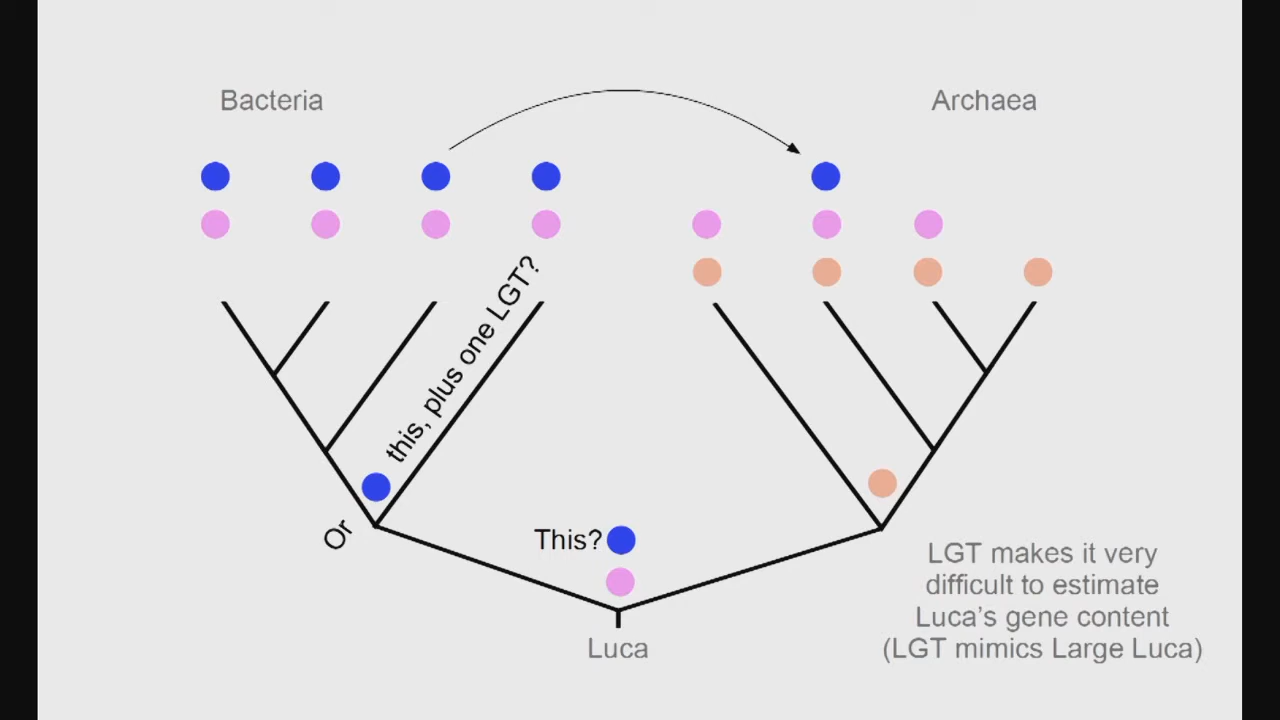 Bacteria
Archaea
this, plus one LGT?
Or
This?
LGT makes it very
difficult to estimate
Luca's gene content
(LGT mimics Large Luca)
Luca